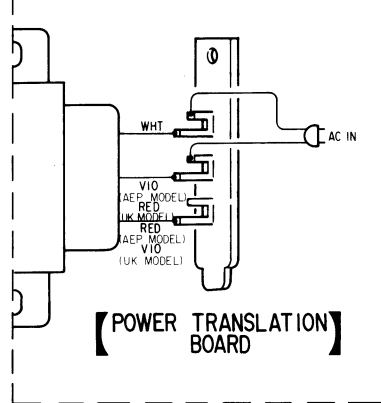 WHT
AC IN
VIO
(AEP MODEL)
RED
(UK MODEL)
RED
(AEP MODEL)
VIO
(UK MODEL)
【POWER TRANSLATION
BOARD】